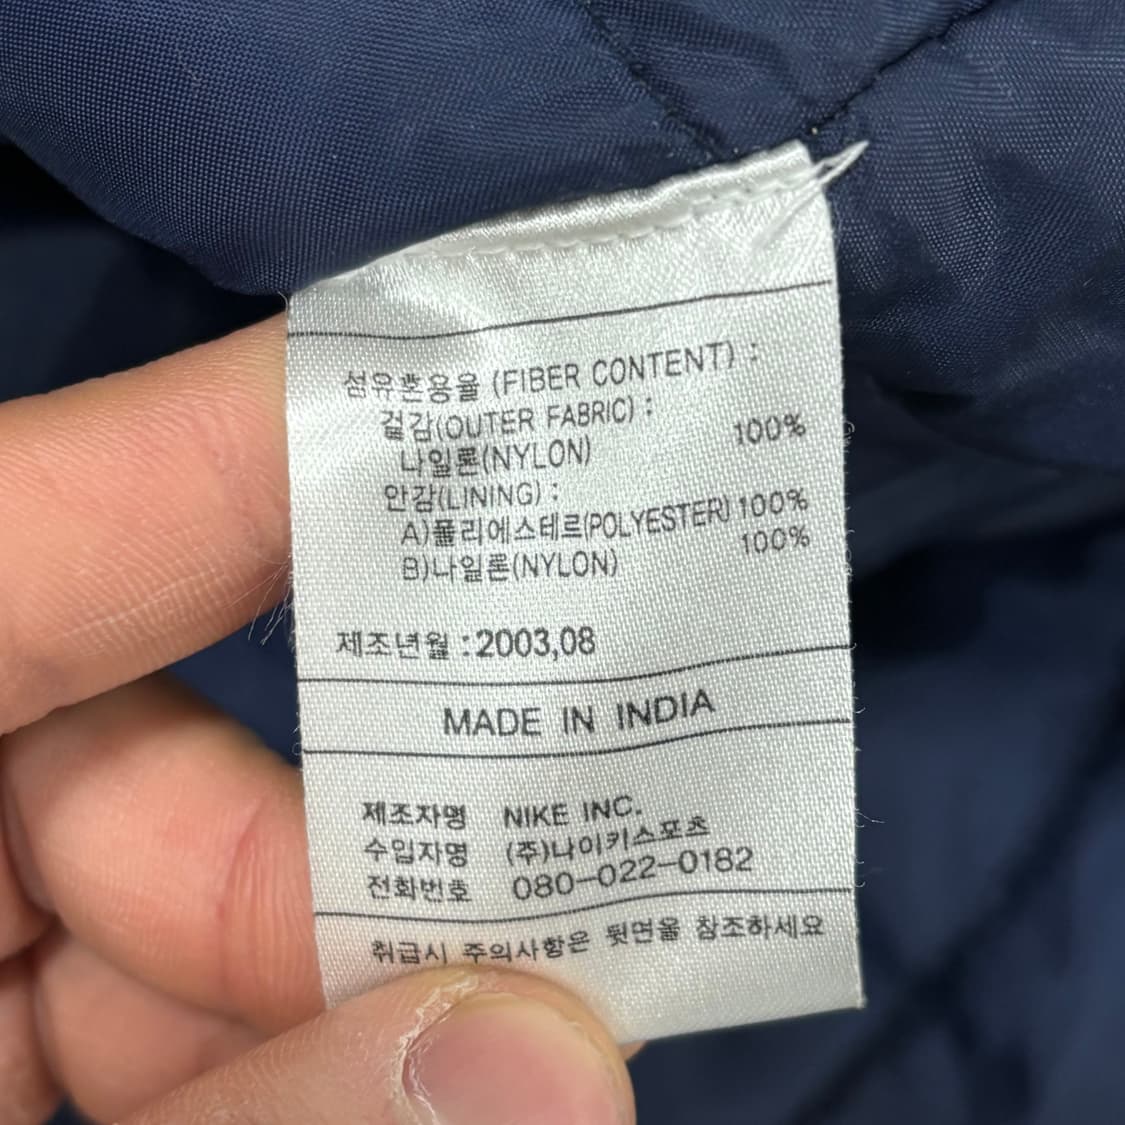 섬유혼용율 (FIBER CONTENT) :
겉감(OUTER FABRIC) :
나일론(NYLON) 100%
안감(LINING) :
A)폴리에스테르(POLYESTER) 100%
B)나일론(NYLON) 100%
제조년월 : 2003,08
MADE IN INDIA
제조자명 NIKE INC.
수입자명 (주)나이키스포츠
전화번호 080-022-0182
취급시 주의사항은 뒷면을 참조하세요